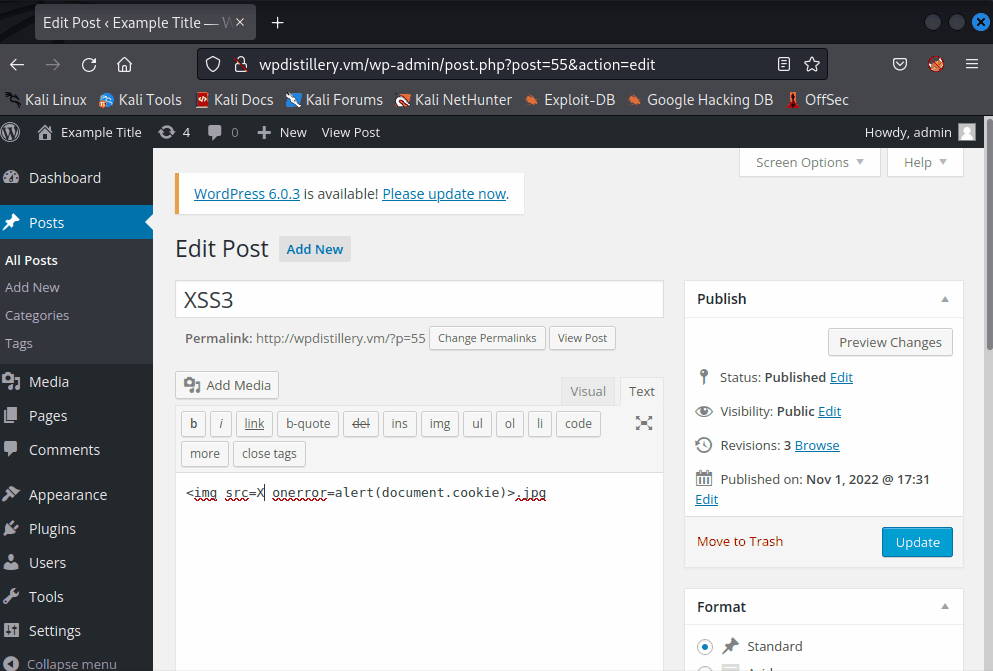 Edit Post ‹ Example Title — W
wpdistillery.vm/wp-admin/post.php?post=55&action=edit
Kali Linux Kali Tools Kali Docs Kali Forums Kali NetHunter Exploit-DB Google Hacking DB OffSec
Example Title 4 0 New View Post Howdy, admin
Screen Options Help
Dashboard
Posts
All Posts
Add New
Categories
Tags
Media
Pages
Comments
Appearance
Plugins
Users
Tools
Settings
Collapse menu
WordPress 6.0.3 is available! Please update now.
Edit Post Add New
XSS3
Permalink: http://wpdistillery.vm/?p=55 Change Permalinks View Post
Add Media
Visual Text
b i link b-quote del ins img ul ol li code
more close tags
<img src=X onerror=alert(document.cookie)>.jpg
Publish
Preview Changes
Status: Published Edit
Visibility: Public Edit
Revisions: 3 Browse
Published on: Nov 1, 2022 @ 17:31
Edit
Move to Trash Update
Format
Standard